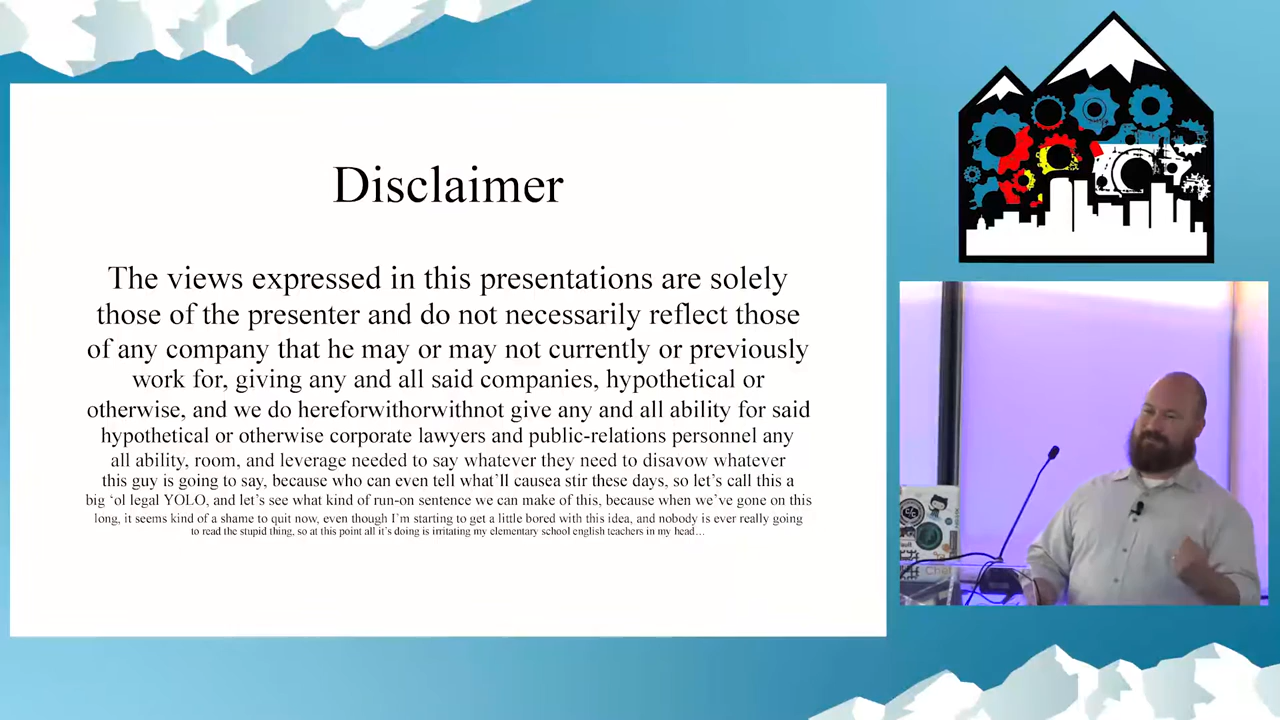 Disclaimer
The views expressed in this presentations are solely
those of the presenter and do not necessarily reflect those
of any company that he may or may not currently or previously
work for, giving any and all said companies, hypothetical or
otherwise, and we do hereforwithorwithnot give any and all ability for said
hypothetical or otherwise corporate lawyers and public-relations personnel any
all ability, room, and leverage needed to say whatever they need to disavow whatever
this guy is going to say, because who can even tell what'll causea stir these days, so let's call this a
big ‘ol legal YOLO, and let's see what kind of run-on sentence we can make of this, because when we've gone on this
long, it seems kind of a shame to quit now, even though I'm starting to get a little bored with this idea, and nobody is ever really going
to read the stupid thing, so at this point all it's doing is irritating my elementary school english teachers in my head…